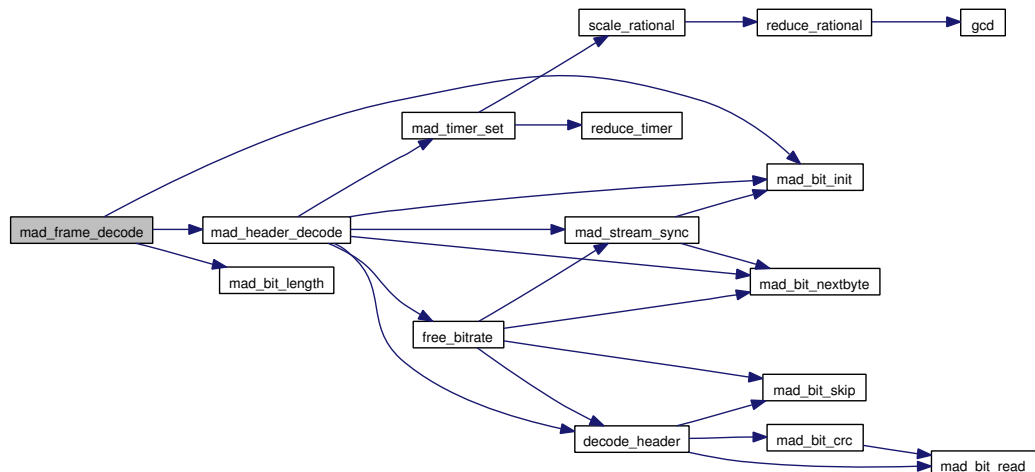 scale_rational
reduce_rational
gcd
mad_timer_set
reduce_timer
mad_bit_init
mad_frame_decode
mad_header_decode
mad_stream_sync
mad_bit_length
mad_bit_nextbyte
free_bitrate
mad_bit_skip
decode_header
mad_bit_crc
mad_bit_read